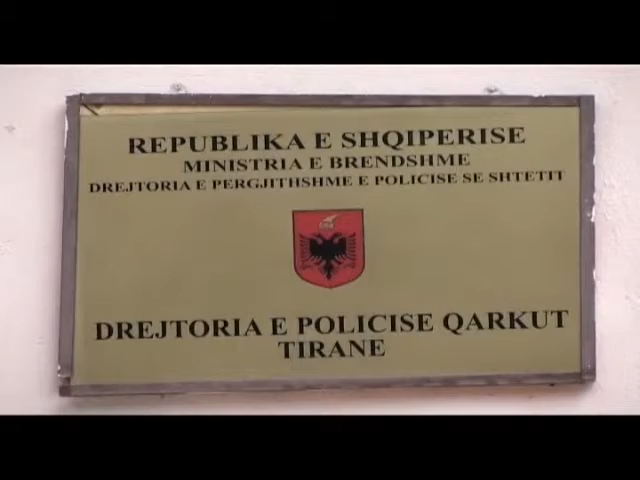 REPUBLIKA E SHQIPERISE
MINISTRIA E BRENDSHME
DREJTORIA E PERGJITHSHME E POLICISE SE SHTETIT
DREJTORIA E POLICISE QARKUT
TIRANE